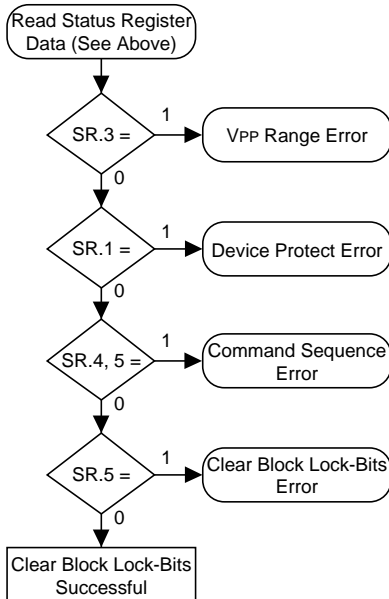 Read Status Register
Data (See Above)
SR.3 =
1
VPP Range Error
0
SR.1 =
1
Device Protect Error
0
SR.4, 5 =
1
Command Sequence
Error
0
SR.5 =
1
Clear Block Lock-Bits
Error
0
Clear Block Lock-Bits
Successful